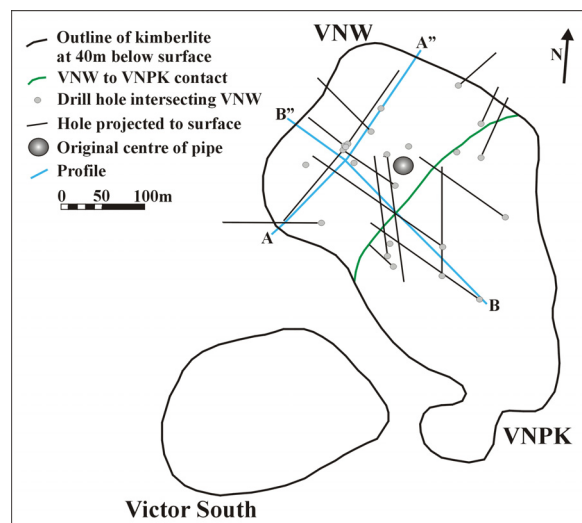 Outline of kimberlite
at 40m below surface
VNW to VNPK contact
Drill hole intersecting VNW
Hole projected to surface
Original centre of pipe
Profile
0 50 100m
VNW
A”
N
B”
A
B
VNPK
Victor South